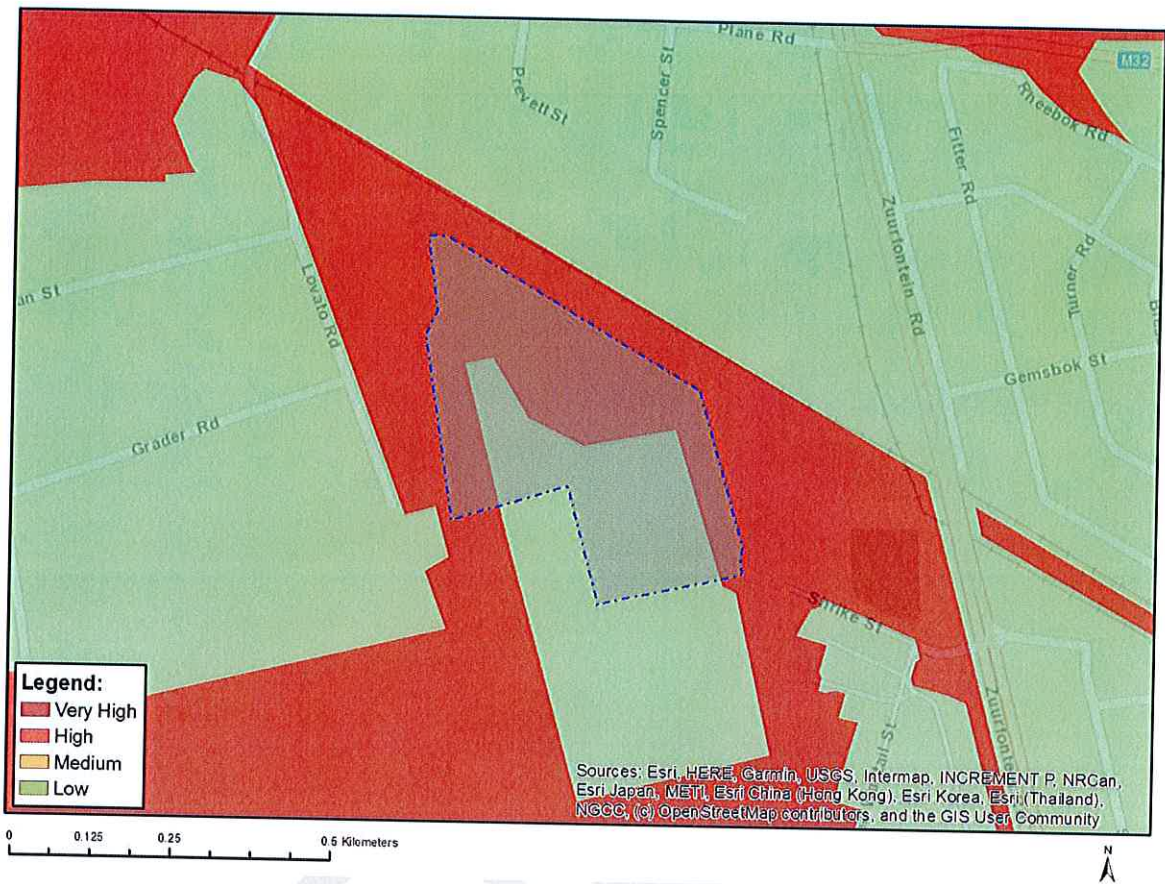 Plane Rd
M32
Prevett St
Spencer St
Rheebok Rd
Fitter Rd
Zuurfontein Rd
Turner Rd
an St
Lovato Rd
Gemsbok St
Grader Rd
Shrike St
Zuurfontein
ail St
Legend:
Very High
High
Medium
Low
Sources: Esri, HERE, Garmin, USGS, Intermap, INCREMENT P, NRCan,
Esri Japan, METI, Esri China (Hong Kong), Esri Korea, Esri (Thailand),
NGCC, (c) OpenStreetMap contributors, and the GIS User Community
0 0.125 0.25 0.5 Kilometers
N